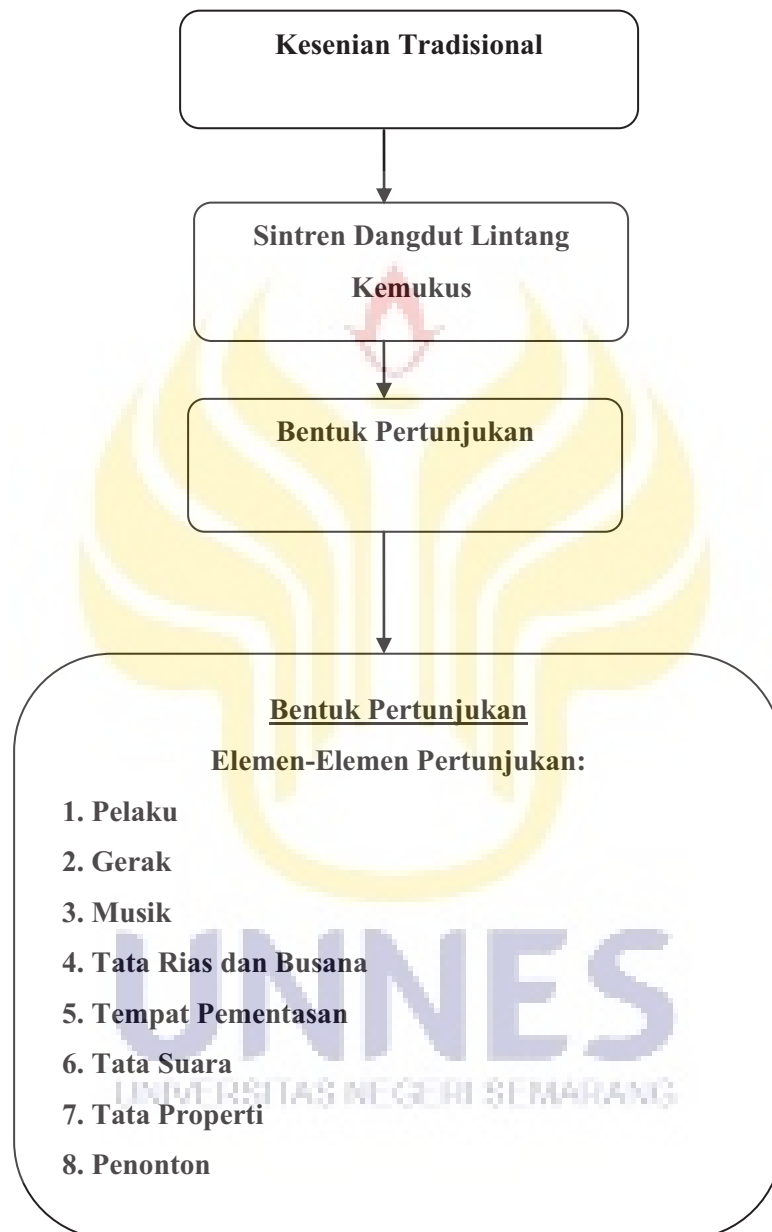 Kesenian Tradisional
Sintren Dangdut Lintang
Kemukus
Bentuk Pertunjukan
Bentuk Pertunjukan
Elemen-Elemen Pertunjukan:
1. Pelaku
2. Gerak
3. Musik
4. Tata Rias dan Busana
5. Tempat Pementasan
6. Tata Suara
7. Tata Properti
8. Penonton
UNNES
UNIVERSITAS NEGERI SEMARANG